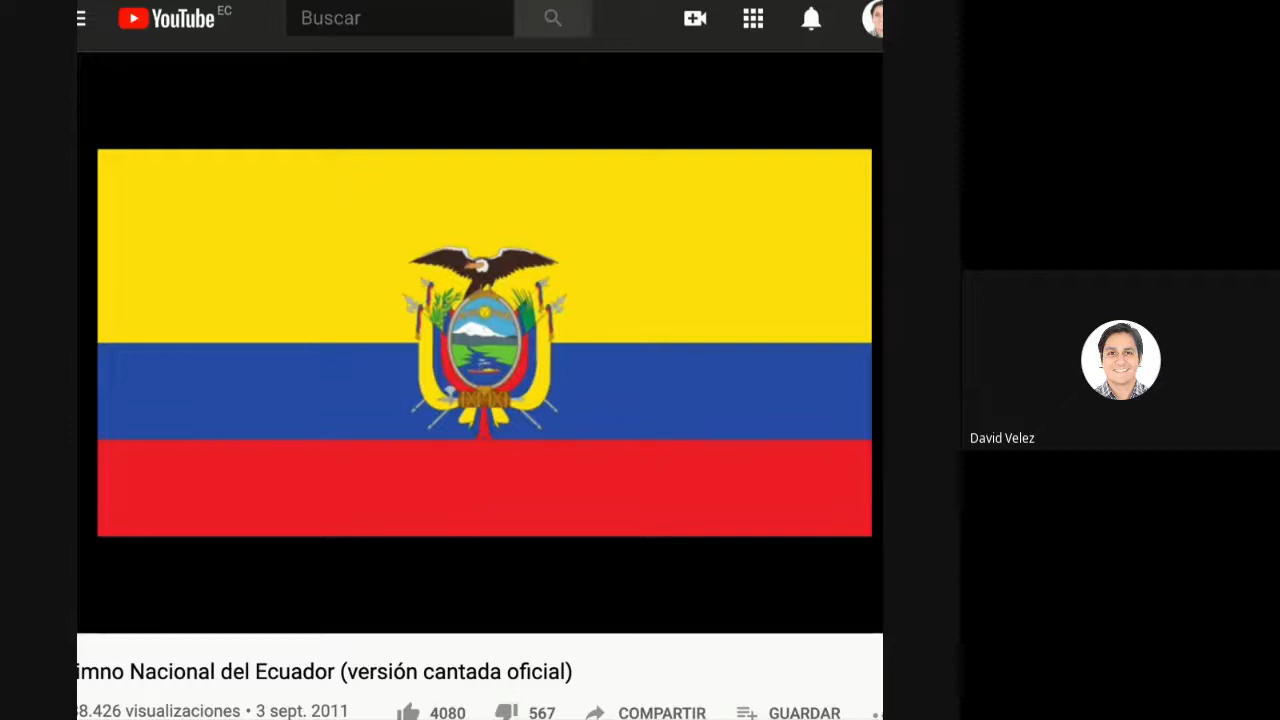 YouTube EC
Buscar
David Velez
imno Nacional del Ecuador (versión cantada oficial)
8.426 visualizaciones • 3 sept. 2011 4080 567 COMPARTIR GUARDAR